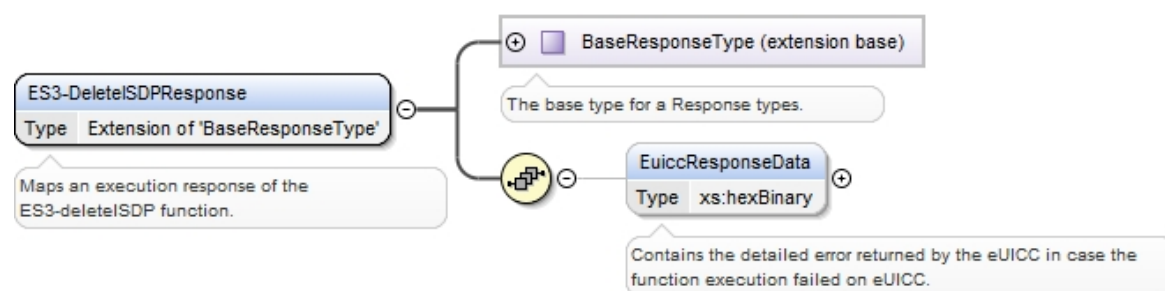 BaseResponseType (extension base)
The base type for a Response types.
ES3-DeleteISDPResponse
Type Extension of 'BaseResponseType'
Maps an execution response of the
ES3-deleteISDP function.
EuiccResponseData
Type xs:hexBinary
Contains the detailed error returned by the eUICC in case the
function execution failed on eUICC.